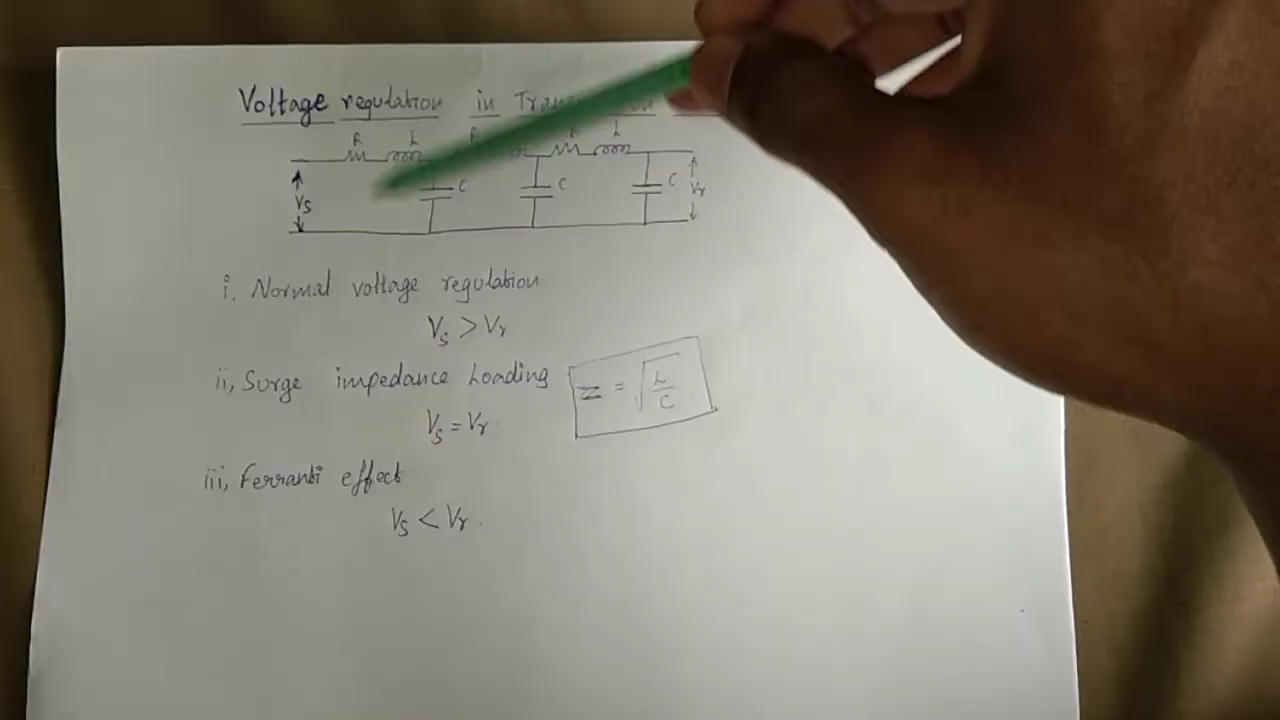 Voltage regulation in
R L R L
Vs C C C Vr
i, Normal voltage regulation
Vs > Vr
ii, Surge impedance Loading Z = √L/C
Vs = Vr
iii, Ferranti effect
Vs < Vr.